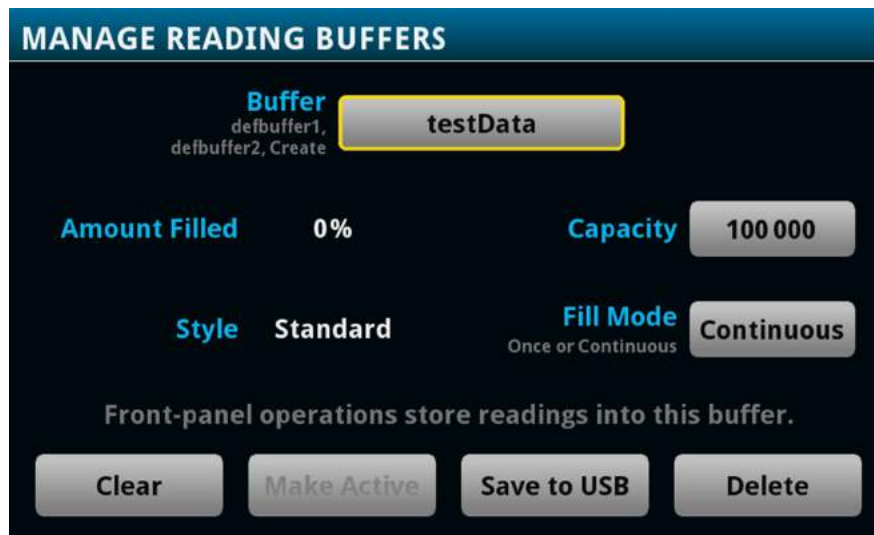 MANAGE READING BUFFERS
Buffer
defbuffer1,
defbuffer2, Create
testData
Amount Filled
0%
Capacity
100 000
Style
Standard
Fill Mode
Once or Continuous
Continuous
Front-panel operations store readings into this buffer.
Clear
Make Active
Save to USB
Delete